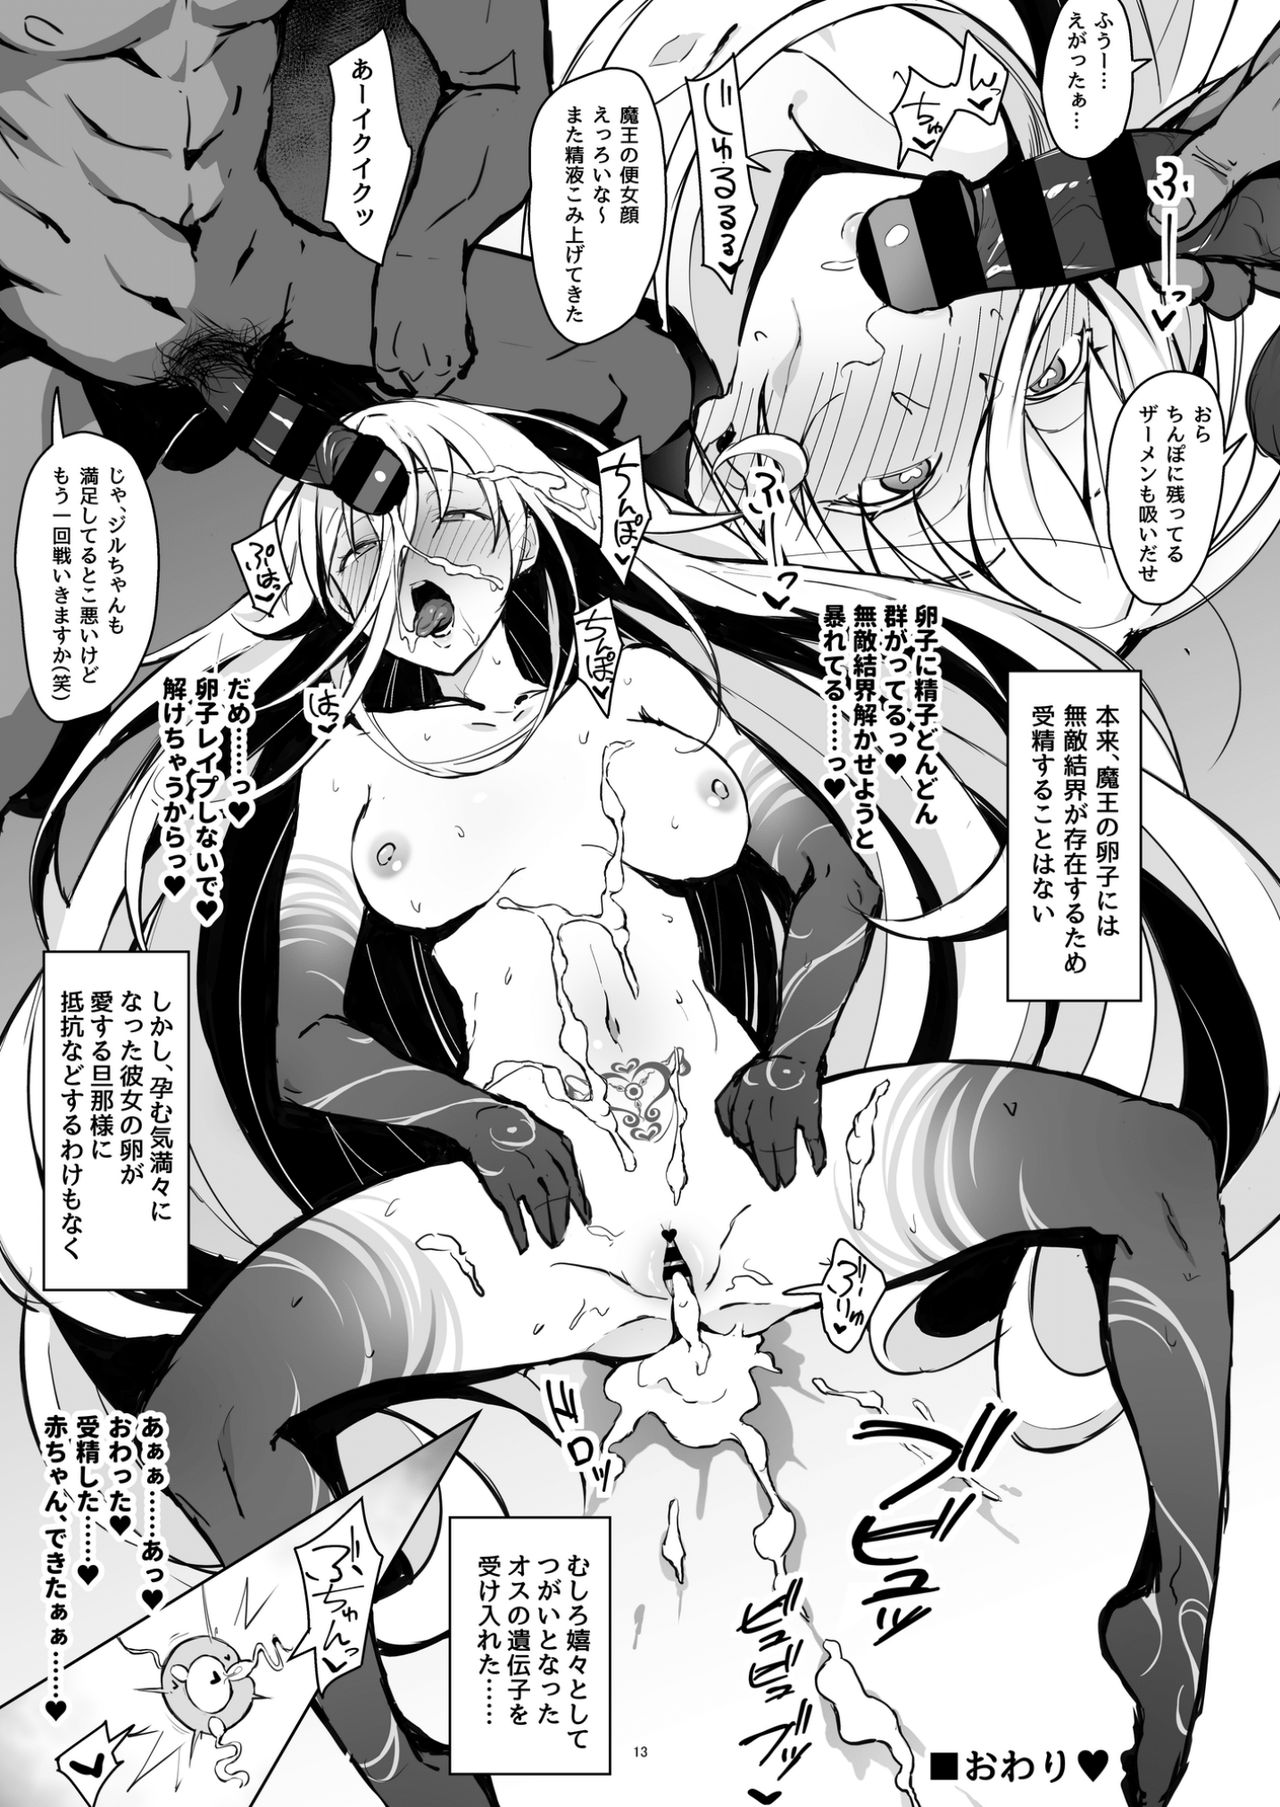 ふうー…
えがったぁ…
んっ♥
ちゅ♥
ふーーっ♥
じゅるるる♥
魔王の便女顔
えっろいな～
また精液こみ上げてきた
あーイクイクッ
おら
ちんぽに残ってる
ザーメンも吸いだせ
ふーーっ♥
ちんぽ♥
ちんぽ♥
ぷはっ♥
はっ♥
じゃ、ジルちゃんも
満足してるとこ悪いけど
もう一回戦いきますか(笑)
本来、魔王の卵子には
無敵結界が存在するため
受精することはない
卵子に精子どんどん
群がってるっ♥
無敵結界解かせようと
暴れてる……っ♥
だめ……っ♥
卵子レイプしないで♥
解けちゃうからっ♥
しかし、孕む気満々に
なった彼女の卵が
愛する旦那様に
抵抗などするわけもなく
ぶりゅ♥
ドロッ
ブビュッ
ビュビュブッ♥
むしろ嬉々として
つがいとなった
オスの遺伝子を
受け入れた……
ぶちゅんっ♥
あぁぁ……あっ♥
おわった♥
受精した……♥
赤ちゃん、できたぁぁ……♥
13
■おわり♥